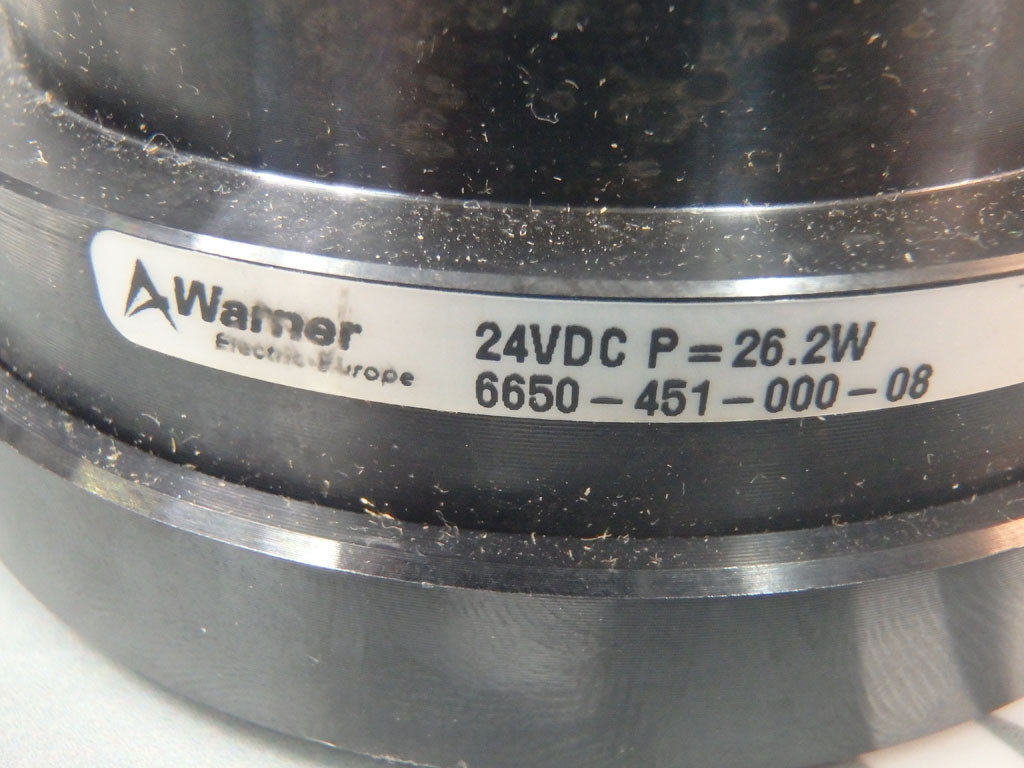 Warner
Electric Europe
24VDC P = 26.2W
6650-451-000-08